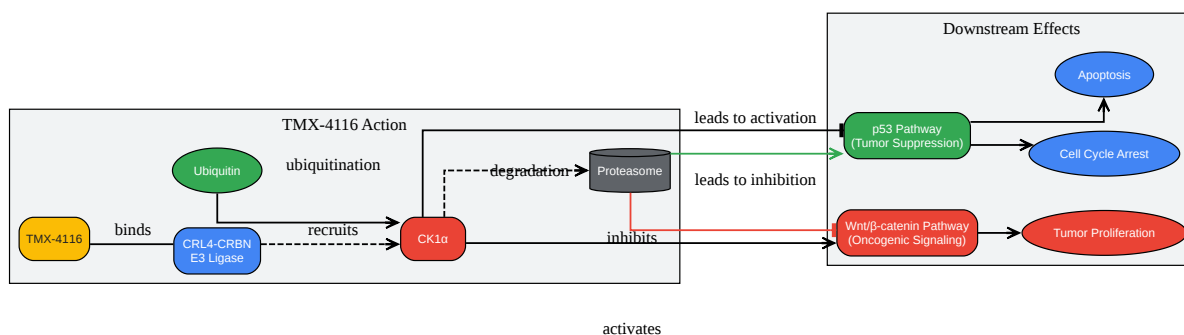 Downstream Effects
Apoptosis
TMX-4116 Action
leads to activation
p53 Pathway
(Tumor Suppression)
Cell Cycle Arrest
Ubiquitin
ubiquitination
degradation
Proteasome
leads to inhibition
TMX-4116
binds
CRL4-CRBN
E3 Ligase
recruits
CK1α
inhibits
Wnt/β-catenin Pathway
(Oncogenic Signaling)
Tumor Proliferation
activates